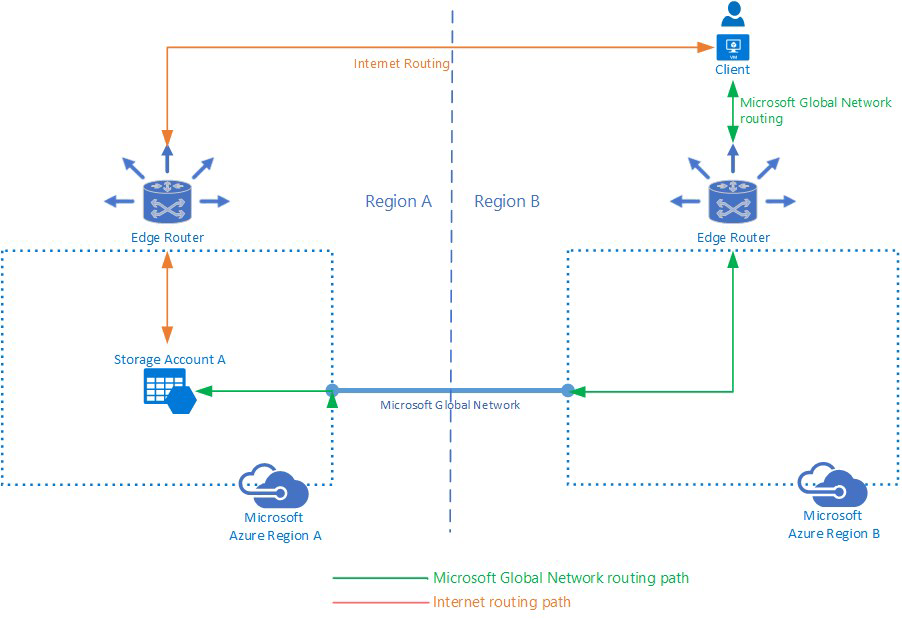 Client
Internet Routing
Microsoft Global Network
routing
Region A
Region B
Edge Router
Edge Router
Storage Account A
Microsoft Global Network
Microsoft
Azure Region A
Microsoft
Azure Region B
Microsoft Global Network routing path
Internet routing path